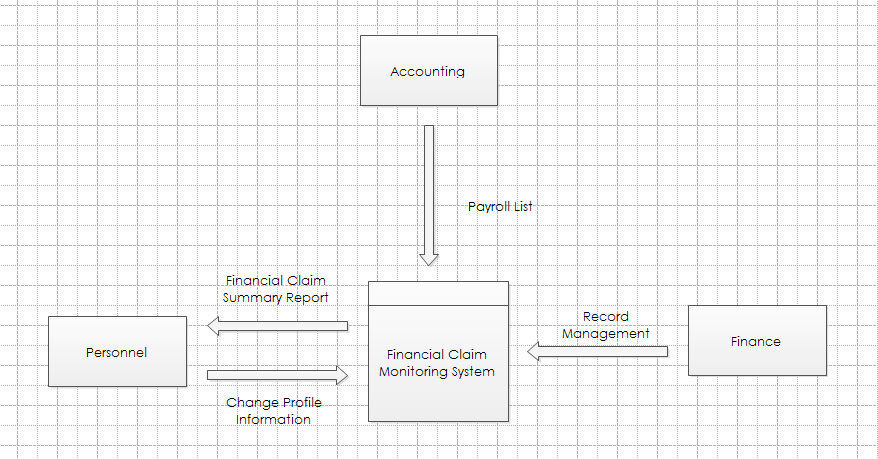 Accounting
Payroll List
Financial Claim
Summary Report
Personnel
Change Profile
Information
Financial Claim
Monitoring System
Record
Management
Finance